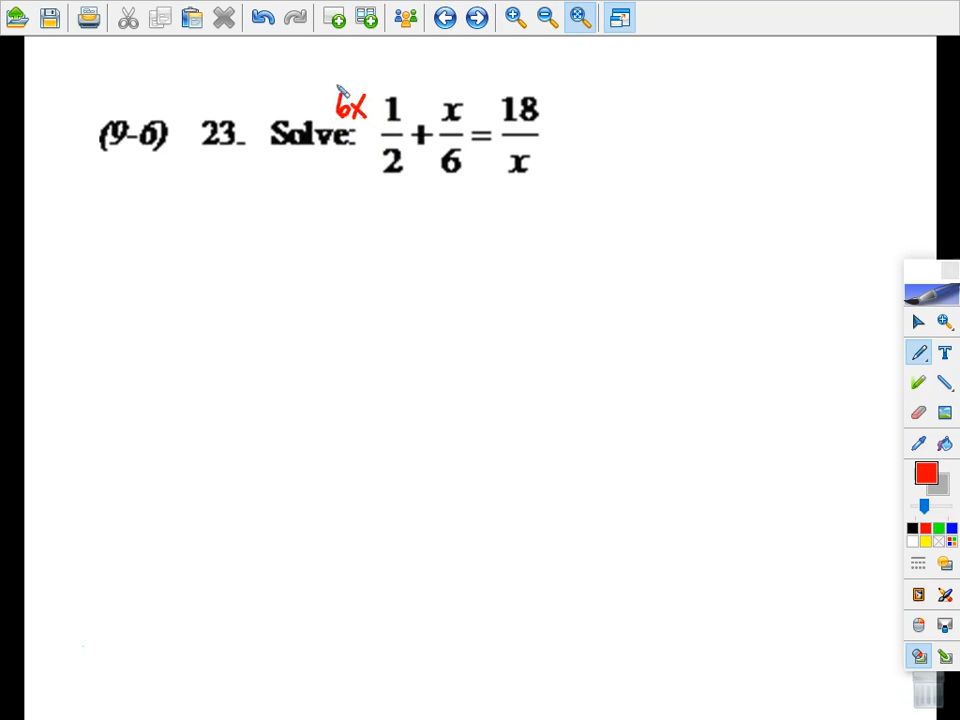 (9-6) 23. Solve: 6x 1/2 + x/6 = 18/x